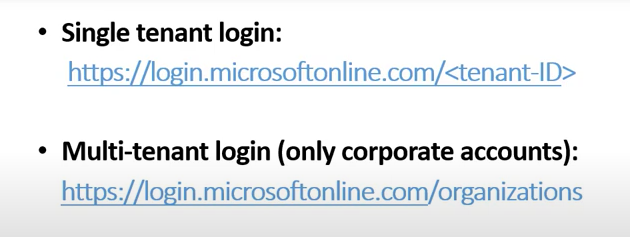 • Single tenant login:
https://login.microsoftonline.com/<tenant-ID>
• Multi-tenant login (only corporate accounts):
https://login.microsoftonline.com/organizations